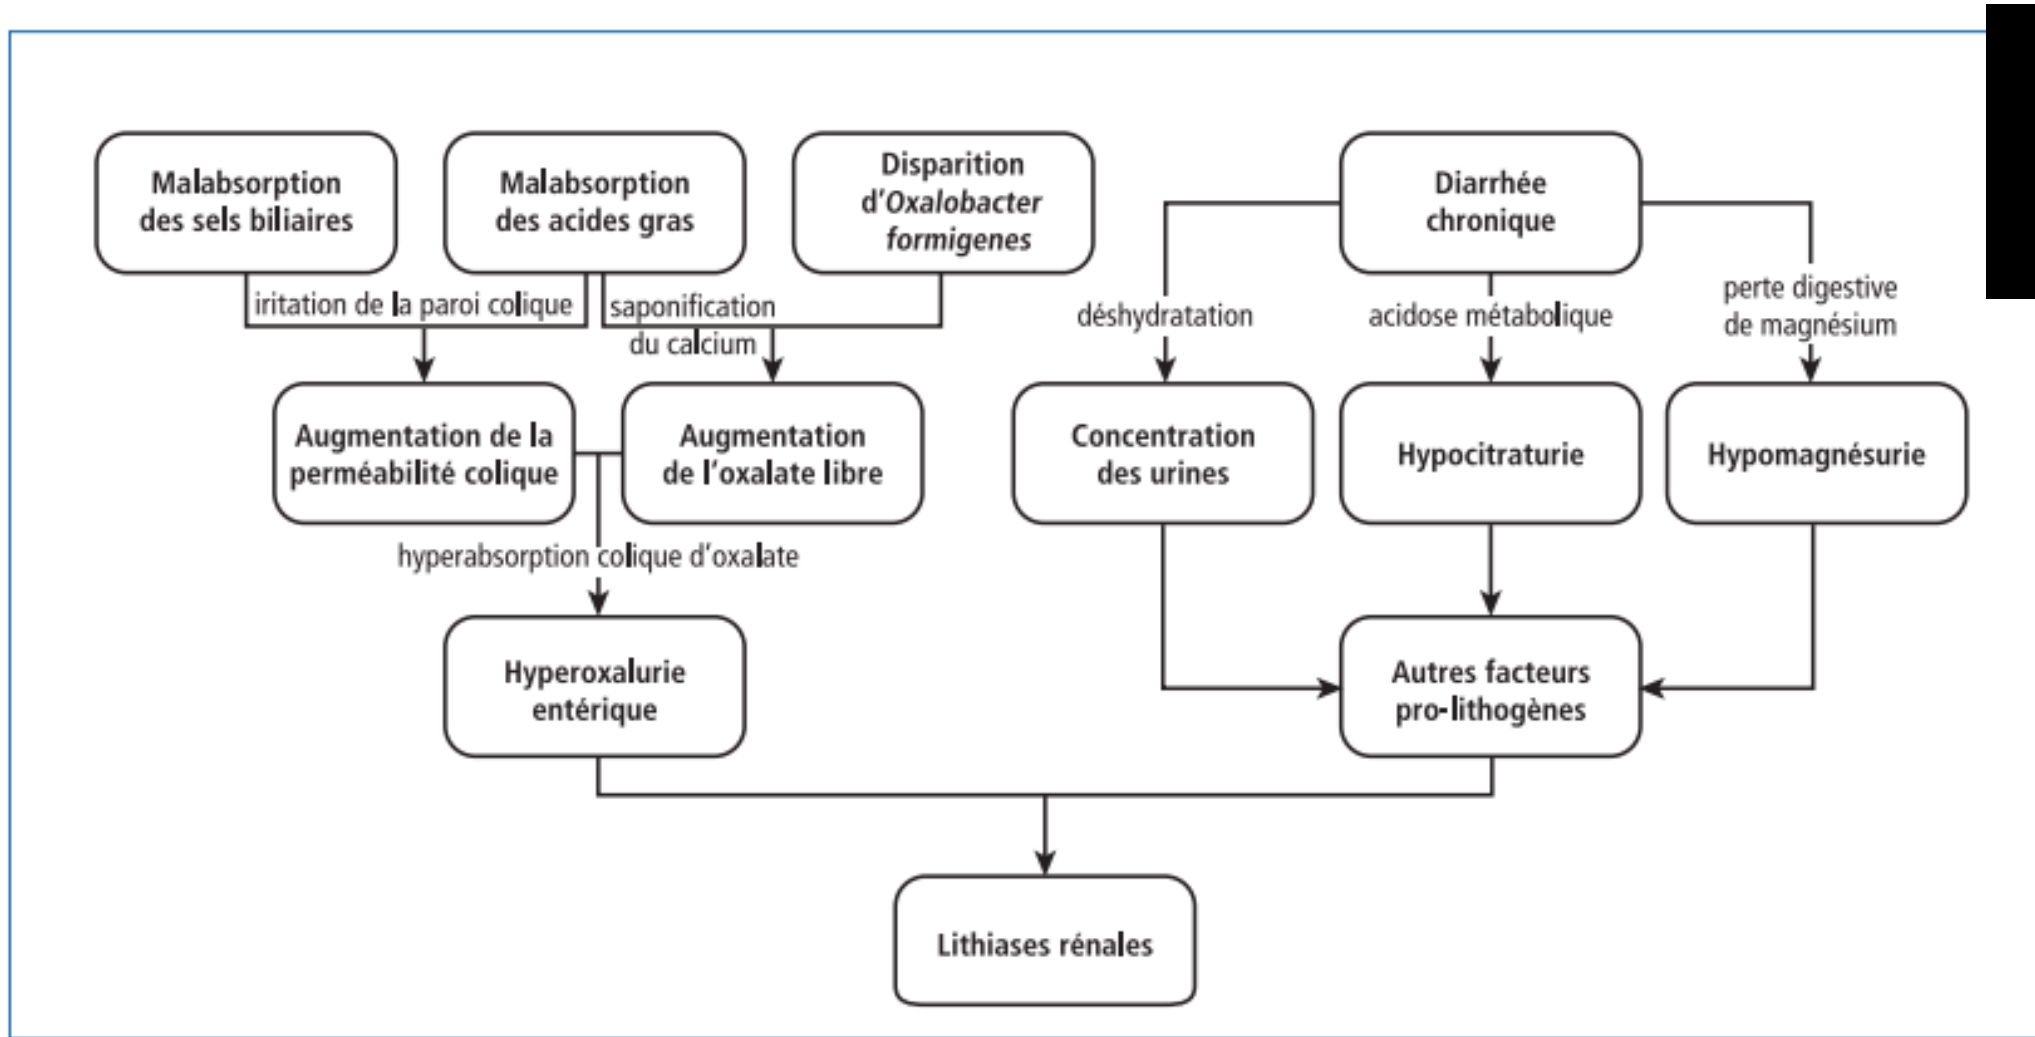 Malabsorption
des sels biliaires
Malabsorption
des acides gras
Disparition
d'Oxalobacter
formigenes
Diarrhée
chronique
iritation de la paroi colique
saponification
du calcium
déshydratation
acidose métabolique
perte digestive
de magnésium
Augmentation de la
perméabilité colique
Augmentation
de l'oxalate libre
Concentration
des urines
Hypocitraturie
Hypomagnésurie
hyperabsorption colique d'oxalate
Hyperoxalurie
entérique
Autres facteurs
pro-lithogènes
Lithiases rénales